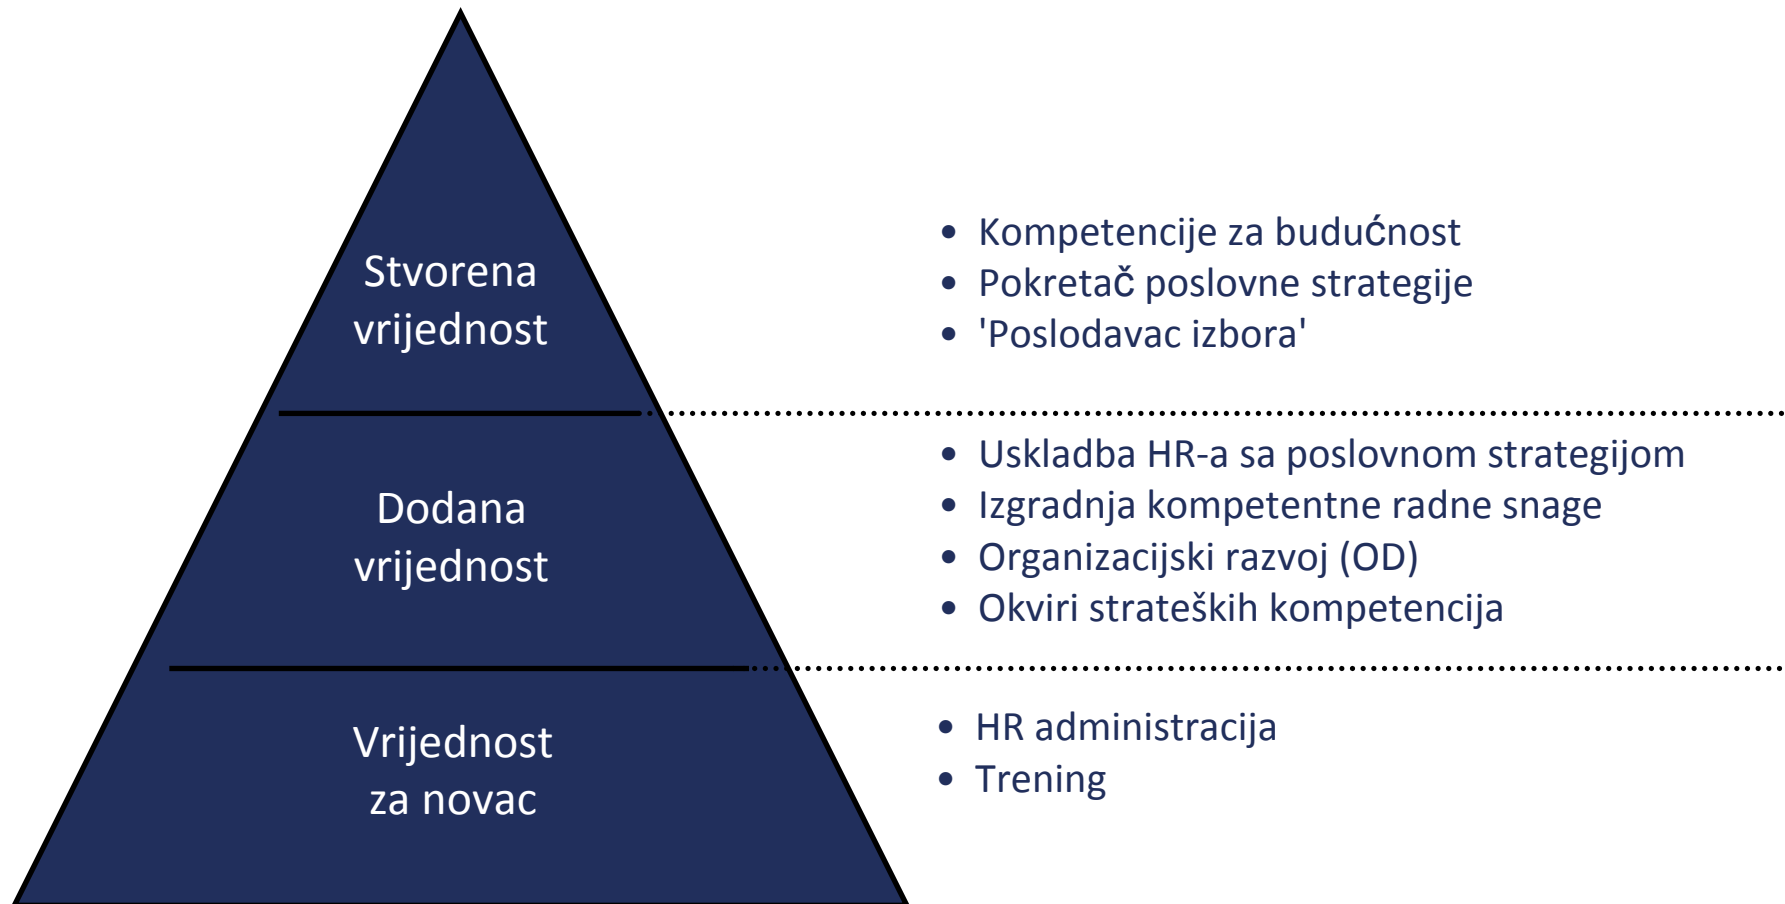 Stvorena
vrijednost
• Kompetencije za budućnost
• Pokretač poslovne strategije
• 'Poslodavac izbora'
Dodana
vrijednost
• Uskladba HR-a sa poslovnom strategijom
• Izgradnja kompetentne radne snage
• Organizacijski razvoj (OD)
• Okviri strateških kompetencija
Vrijednost
za novac
• HR administracija
• Trening